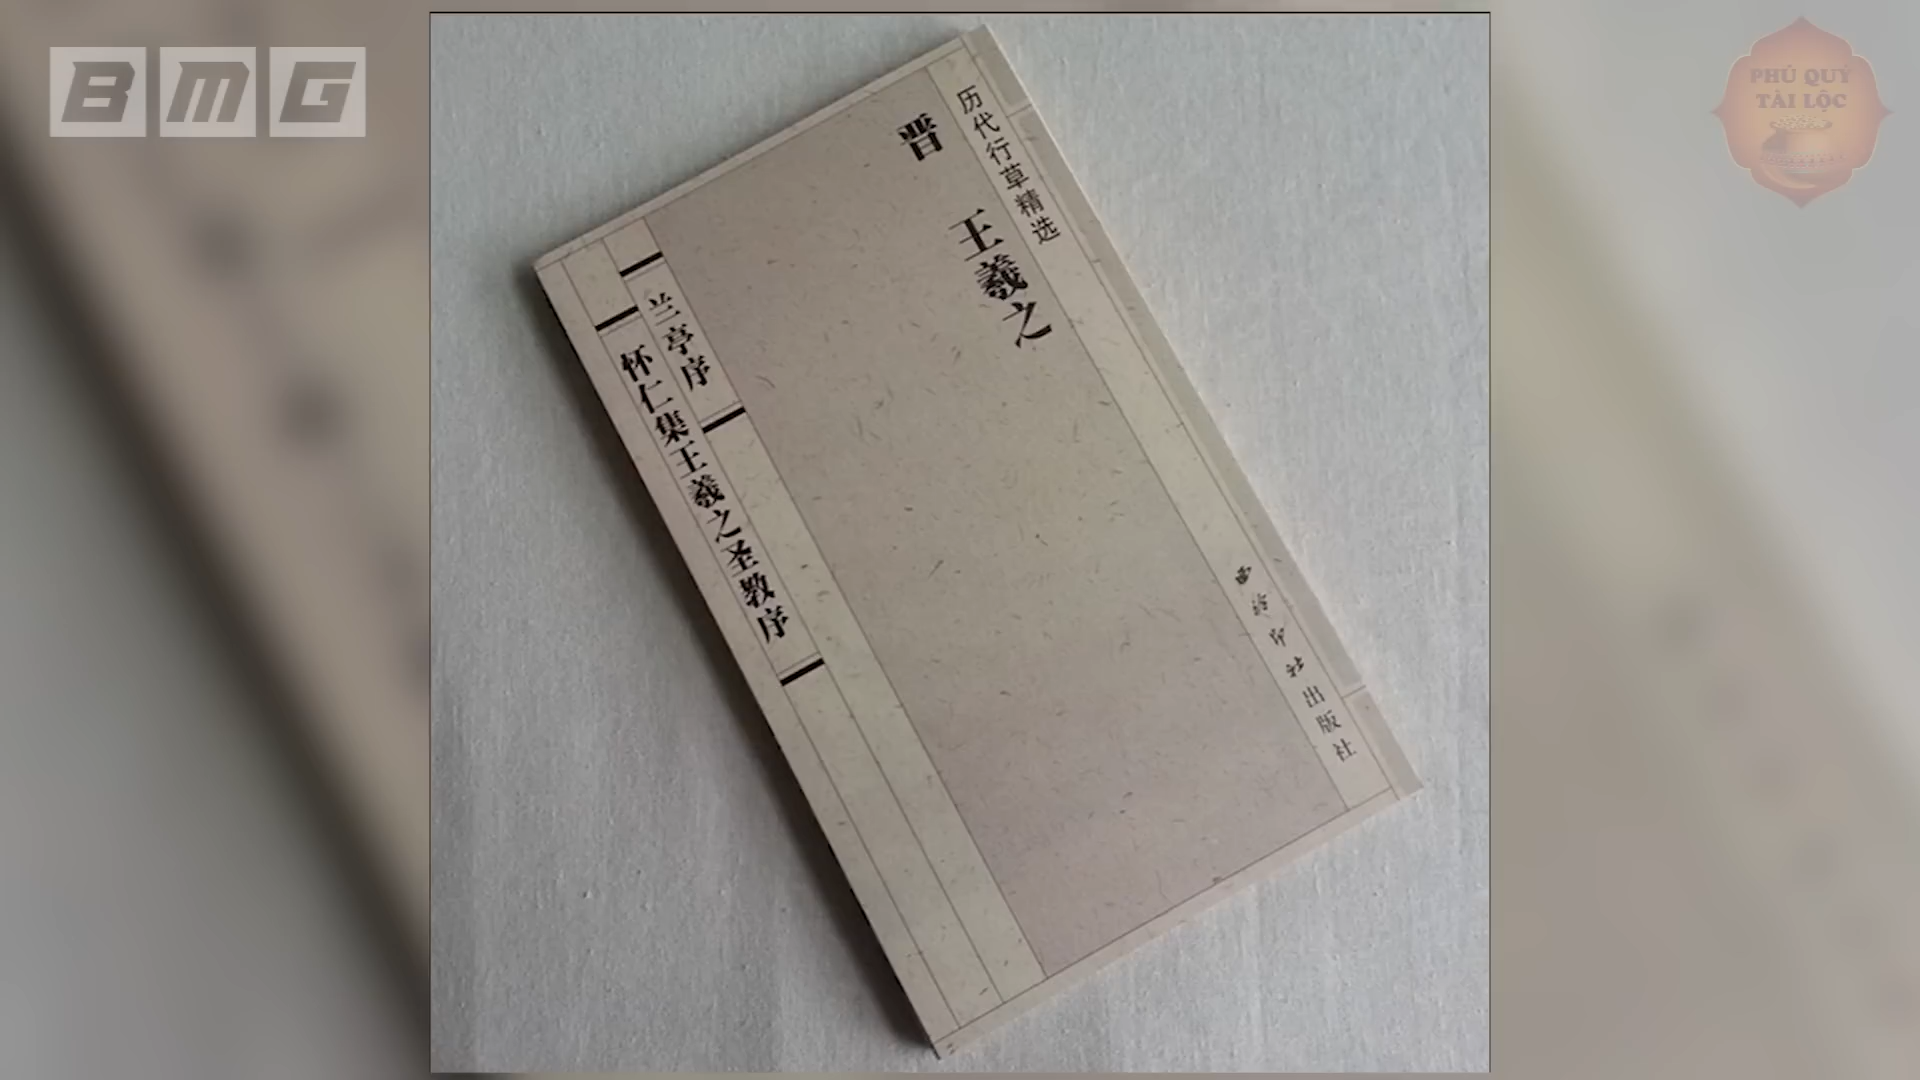 BMG
PHÚ QUÝ
TÀI LỘC
历代行草精选
晋 王羲之
兰亭序
怀仁集王羲之圣教序
西泠印社出版社